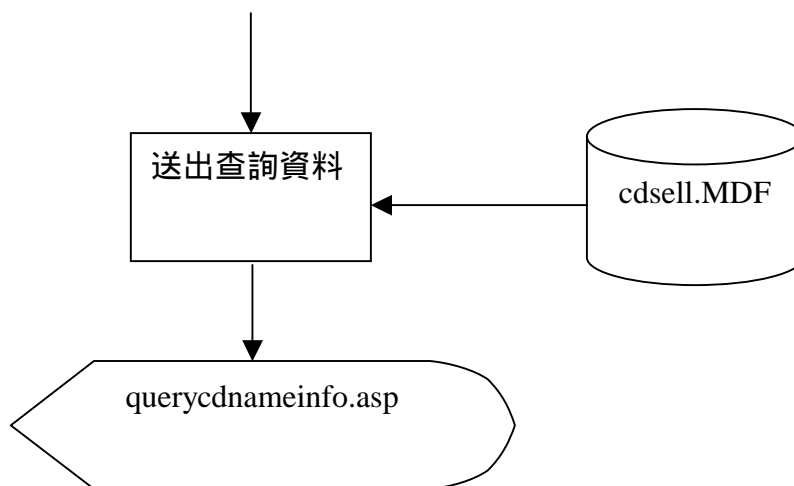 送出查詢資料
cdsell.MDF
querycdnameinfo.asp